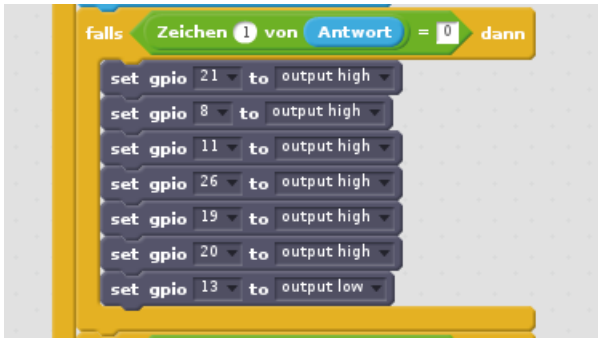 falls Zeichen 1 von Antwort = 0 dann
set gpio 21 to output high
set gpio 8 to output high
set gpio 11 to output high
set gpio 26 to output high
set gpio 19 to output high
set gpio 20 to output high
set gpio 13 to output low